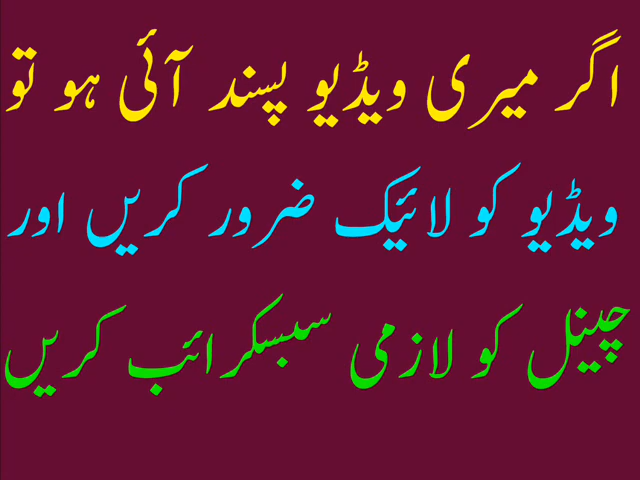 اگر میری ویڈیو پسند آئی ہو تو
ویڈیو کو لائیک ضرور کریں اور
چینل کو لازمی سبسکرائب کریں